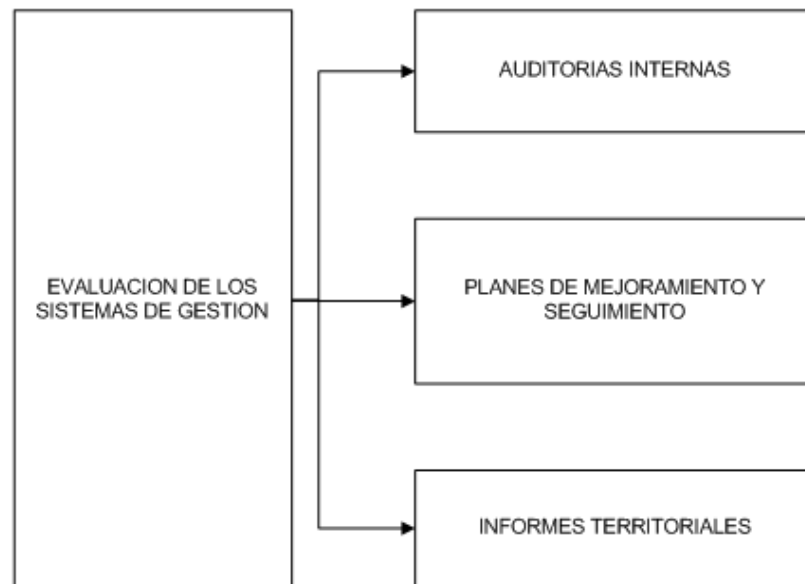 AUDITORIAS INTERNAS
EVALUACION DE LOS
SISTEMAS DE GESTION
PLANES DE MEJORAMIENTO Y
SEGUIMIENTO
INFORMES TERRITORIALES